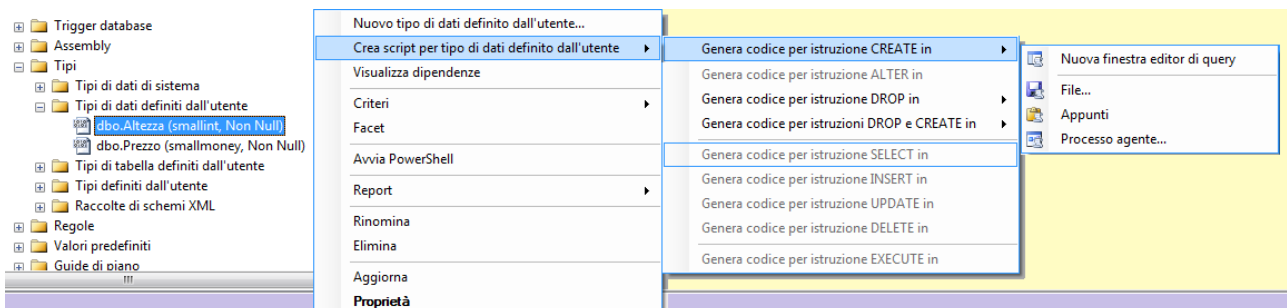 Trigger database
Assembly
Tipi
Tipi di dati di sistema
Tipi di dati definiti dall'utente
dbo.Altezza (smallint, Non Null)
dbo.Prezzo (smallmoney, Non Null)
Tipi di tabella definiti dall'utente
Tipi definiti dall'utente
Raccolte di schemi XML
Regole
Valori predefiniti
Guide di piano
Nuovo tipo di dati definito dall'utente...
Crea script per tipo di dati definito dall'utente
Visualizza dipendenze
Criteri
Facet
Avvia PowerShell
Report
Rinomina
Elimina
Aggiorna
Proprietà
Genera codice per istruzione CREATE in
Genera codice per istruzione ALTER in
Genera codice per istruzione DROP in
Genera codice per istruzioni DROP e CREATE in
Genera codice per istruzione SELECT in
Genera codice per istruzione INSERT in
Genera codice per istruzione UPDATE in
Genera codice per istruzione DELETE in
Genera codice per istruzione EXECUTE in
Nuova finestra editor di query
File...
Appunti
Processo agente...